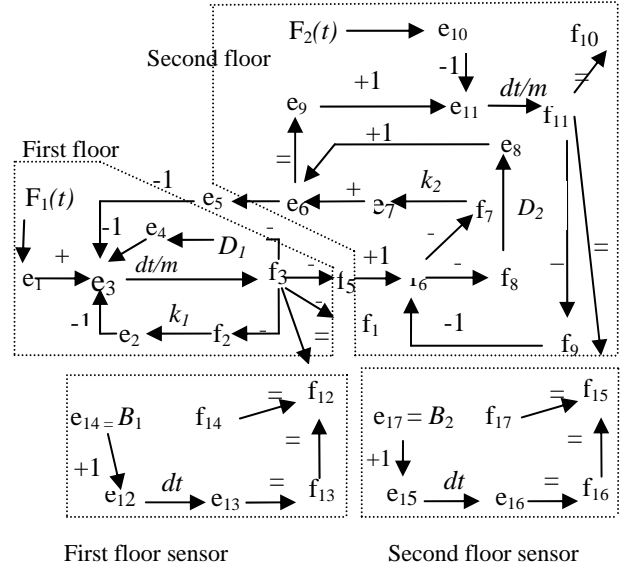 F₂(t) e₁₀ f₁₀
Second floor -1 =
+1 dt/m
e₉ e₁₁ f₁₁
= +1 e₈
First floor
-1 e₅ e₆ + e₇ k₂ f₇ D₂ =
F₁(t)
-1 e₄ D₁ - -
+ dt/m f₃ - f₅ +1 f₆ - f₈ –
e₁ e₃ -
k₁ = f₁ -1
-1 e₂ f₂ - f₉
= f₁₂ = f₁₅
e₁₄ = B₁ f₁₄ e₁₇ = B₂ f₁₇
= =
+1 dt = +1 dt =
e₁₂ e₁₃ f₁₃ e₁₅ e₁₆ f₁₆
First floor sensor Second floor sensor